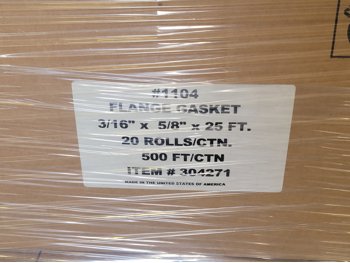 #1104
FLANGE GASKET
3/16" x 5/8" x 25 FT.
20 ROLLS/CTN.
500 FT/CTN
ITEM # 304271
MADE IN THE UNITED STATES OF AMERICA